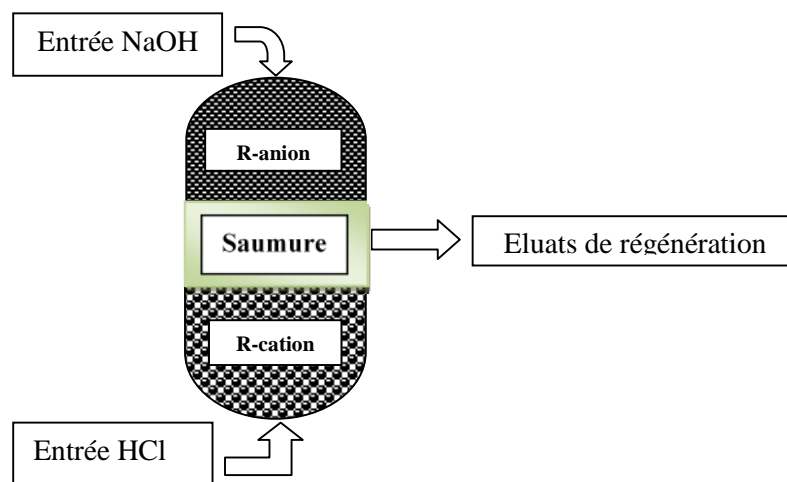 Entrée NaOH
R-anion
Saumure
Eluats de régénération
R-cation
Entrée HCl